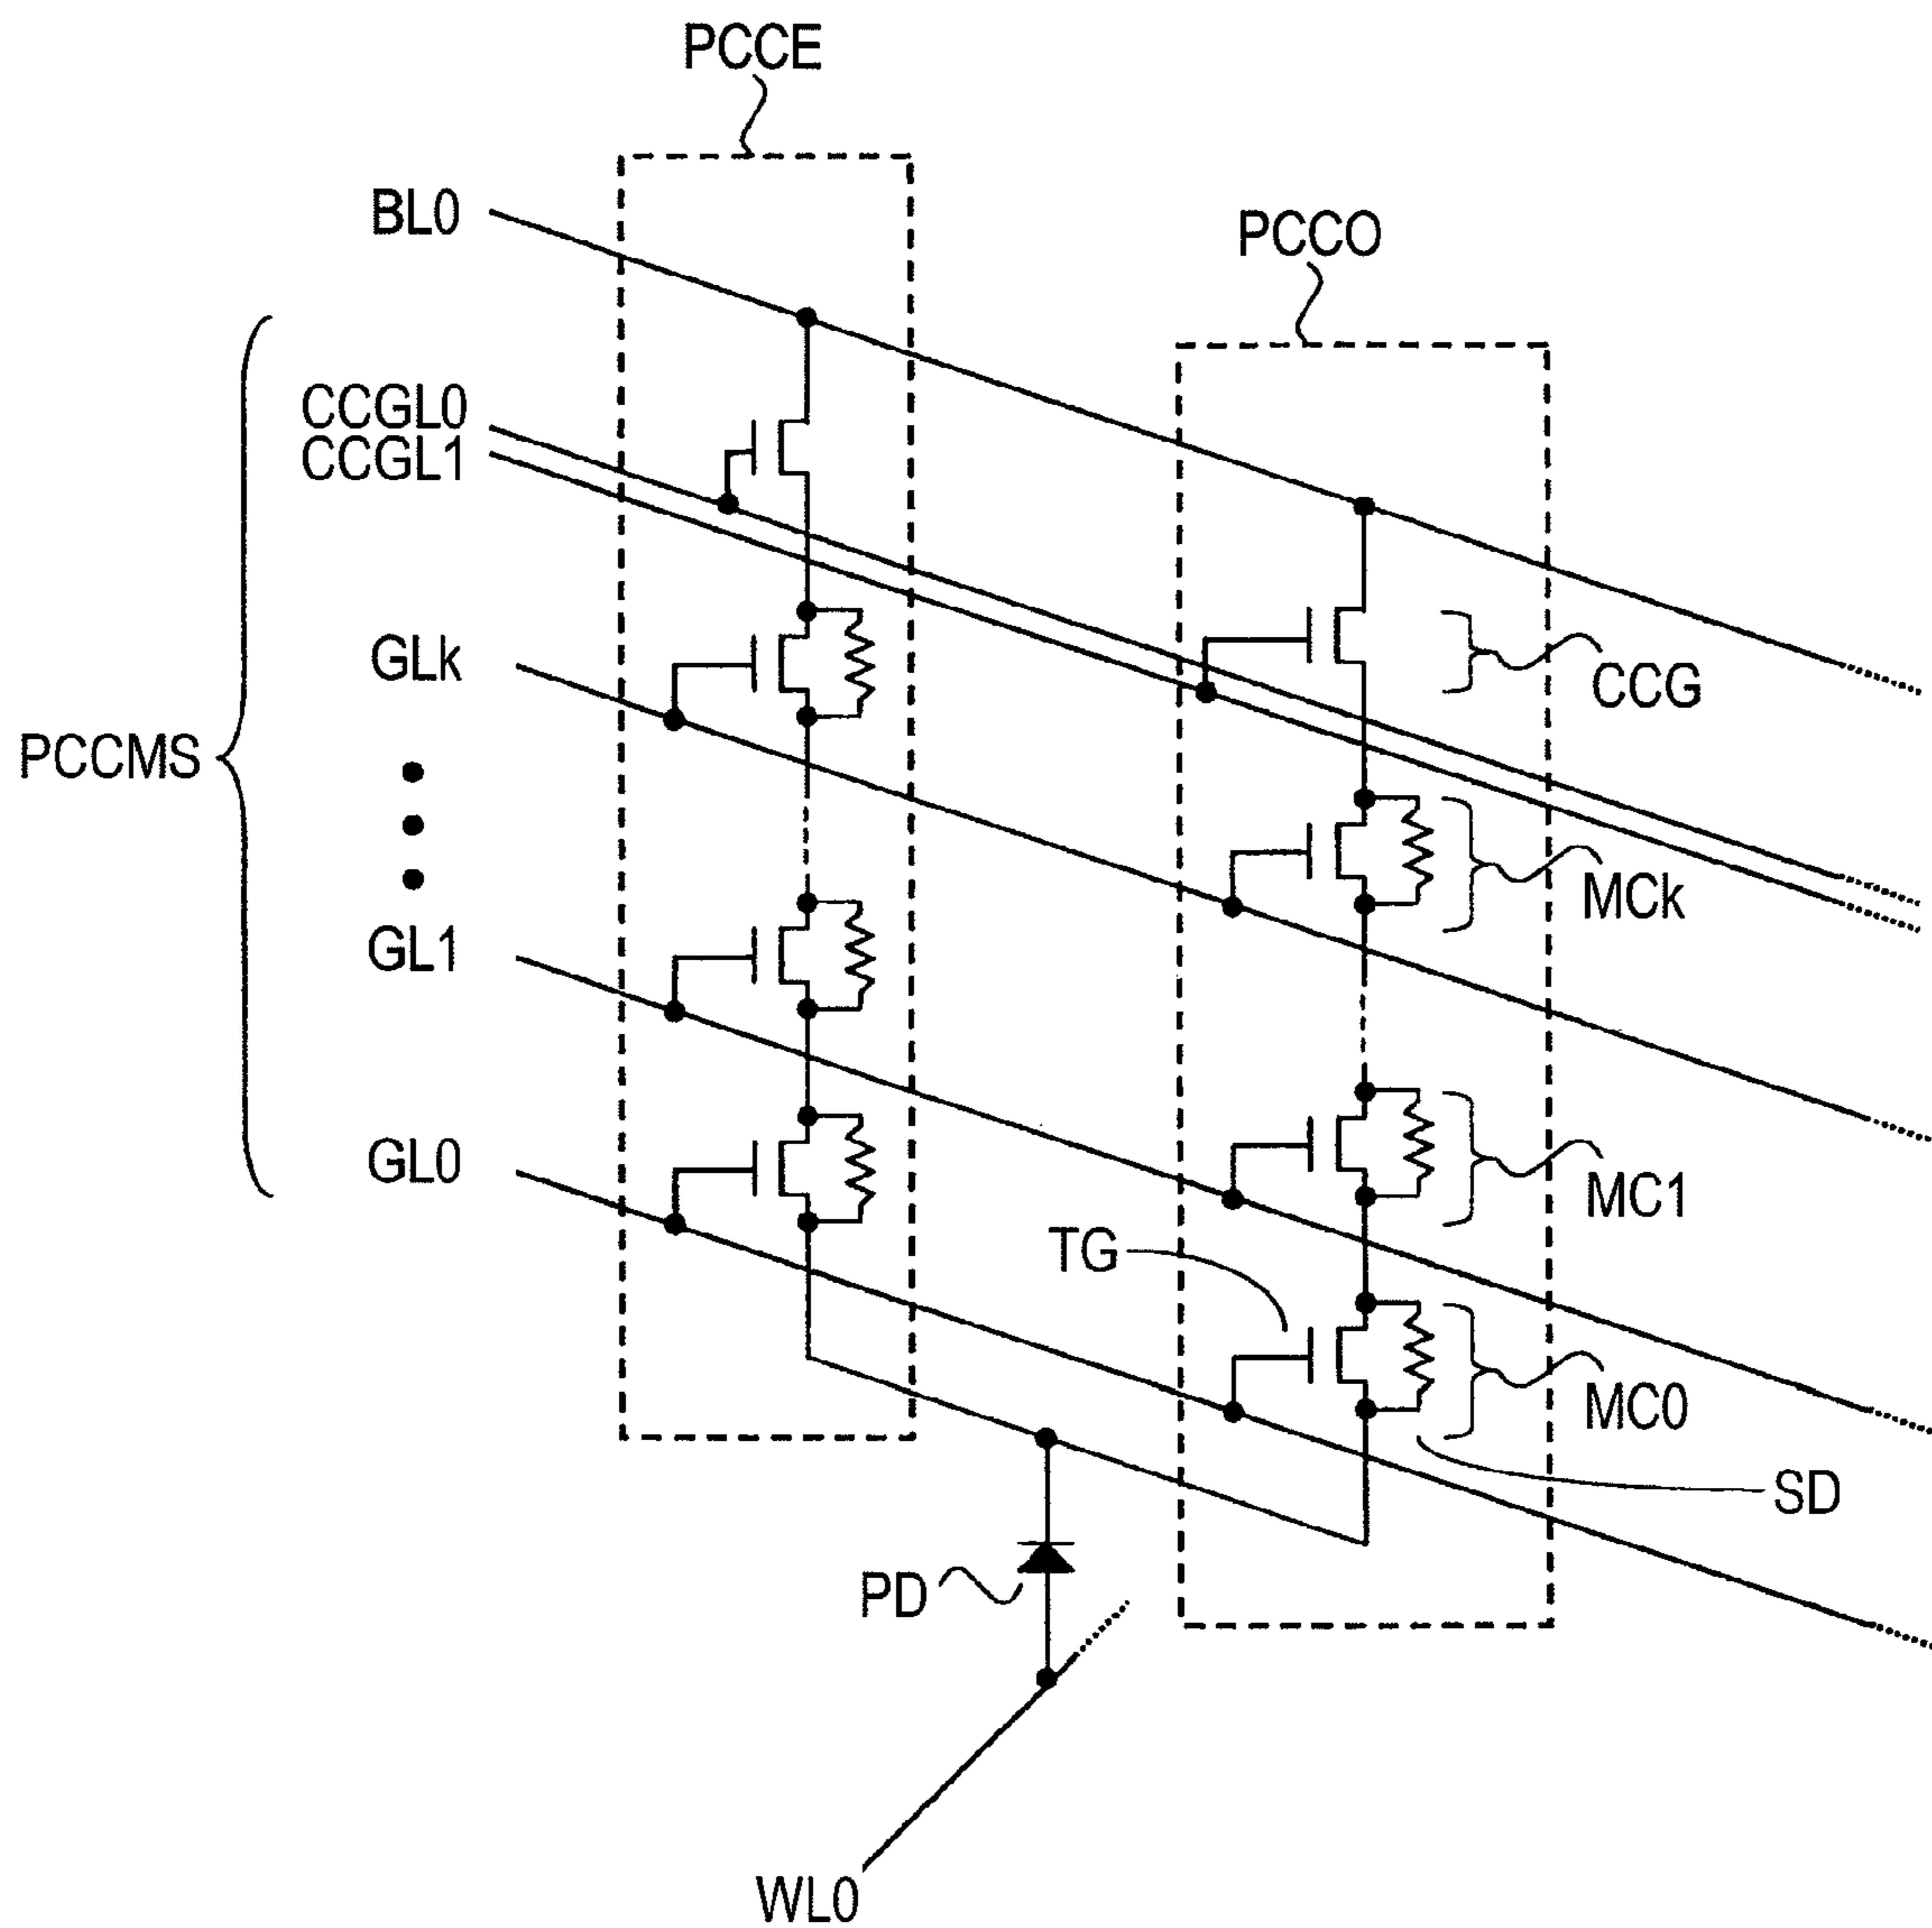 PCCE
BL0
PCCO
CCGL0
CCGL1
GLk
CCG
PCCMS
MCk
GL1
GL0
MC1
TG
MC0
SD
PD
WL0